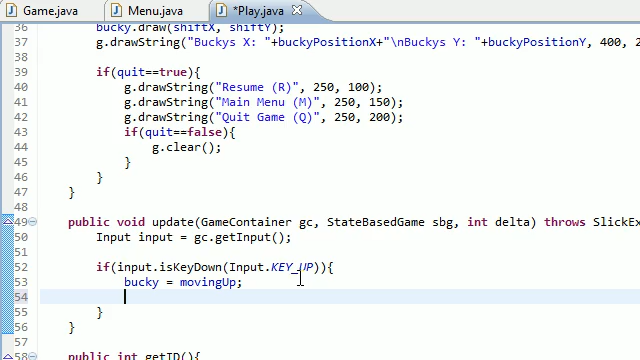 Game.java Menu.java *Play.java
36 bucky.draw(shiftX, shiftY);
37 g.drawString("Buckys X: "+buckyPositionX+"\nBuckys Y: "+buckyPositionY, 400, 2
38
39 if(quit==true){
40 g.drawString("Resume (R)", 250, 100);
41 g.drawString("Main Menu (M)", 250, 150);
42 g.drawString("Quit Game (Q)", 250, 200);
43 if(quit==false){
44 g.clear();
45 }
46 }
47 }
48
49 public void update(GameContainer gc, StateBasedGame sbg, int delta) throws SlickEx
50 Input input = gc.getInput();
51
52 if(input.isKeyDown(Input.KEY_UP)){
53 bucky = movingUp;
54
55 }
56 }
57
58 public int getID(){